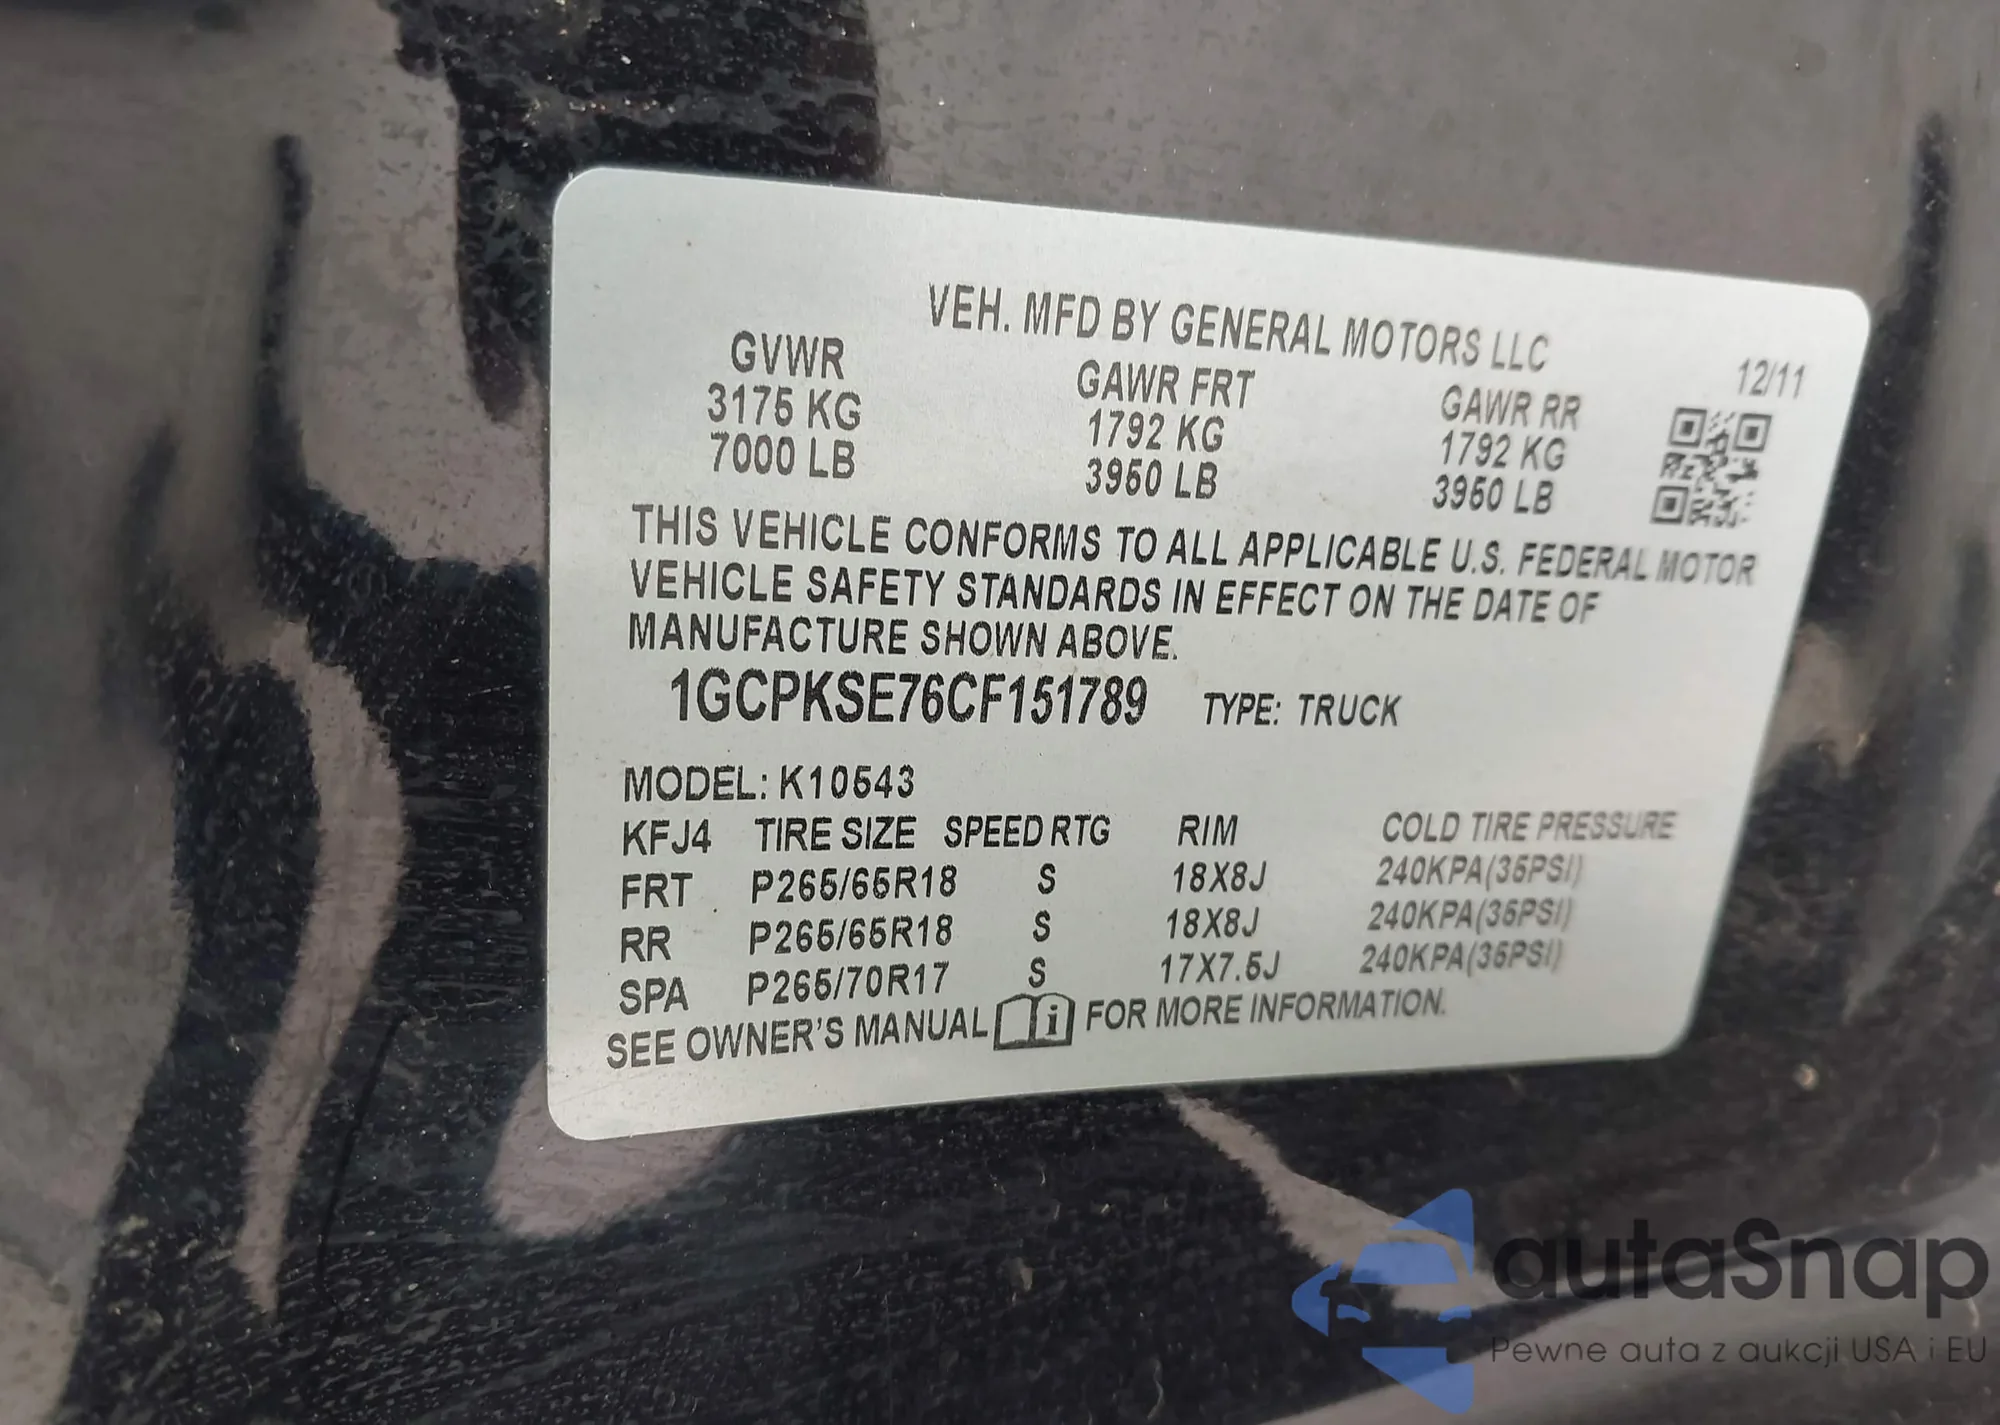 VEH. MFD BY GENERAL MOTORS LLC
GVWR GAWR FRT GAWR RR 12/11
3175 KG 1792 KG 1792 KG
7000 LB 3950 LB 3950 LB
THIS VEHICLE CONFORMS TO ALL APPLICABLE U.S. FEDERAL MOTOR
VEHICLE SAFETY STANDARDS IN EFFECT ON THE DATE OF
MANUFACTURE SHOWN ABOVE.
1GCPKSE76CF151789 TYPE: TRUCK
MODEL: K10543
KFJ4 TIRE SIZE SPEED RTG RIM COLD TIRE PRESSURE
FRT P265/65R18 S 18X8J 240KPA(35PSI)
RR P265/65R18 S 18X8J 240KPA(35PSI)
SPA P265/70R17 S 17X7.5J 240KPA(35PSI)
SEE OWNER'S MANUAL i FOR MORE INFORMATION.
autaSnap
Pewne auta z aukcji USA i EU